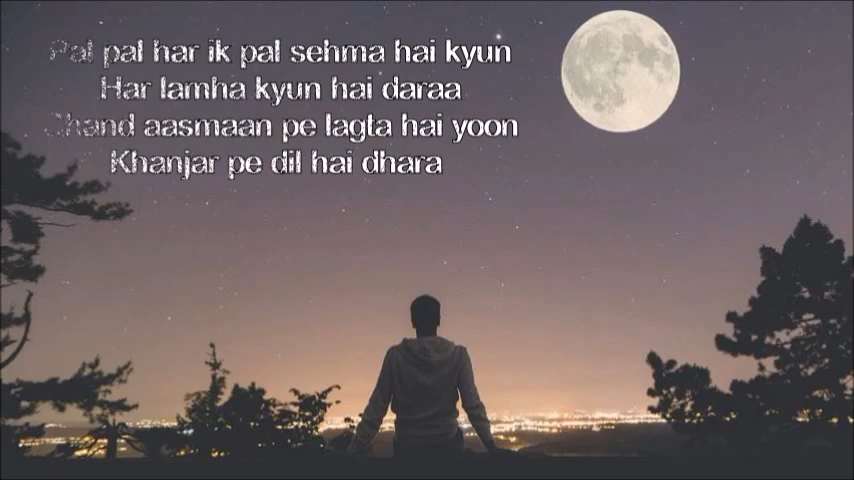 Pal pal har ik pal sehma hai kyun
Har lamha kyun hai daraa
Chand aasmaan pe lagta hai yoon
Khanjar pe dil hai dhara